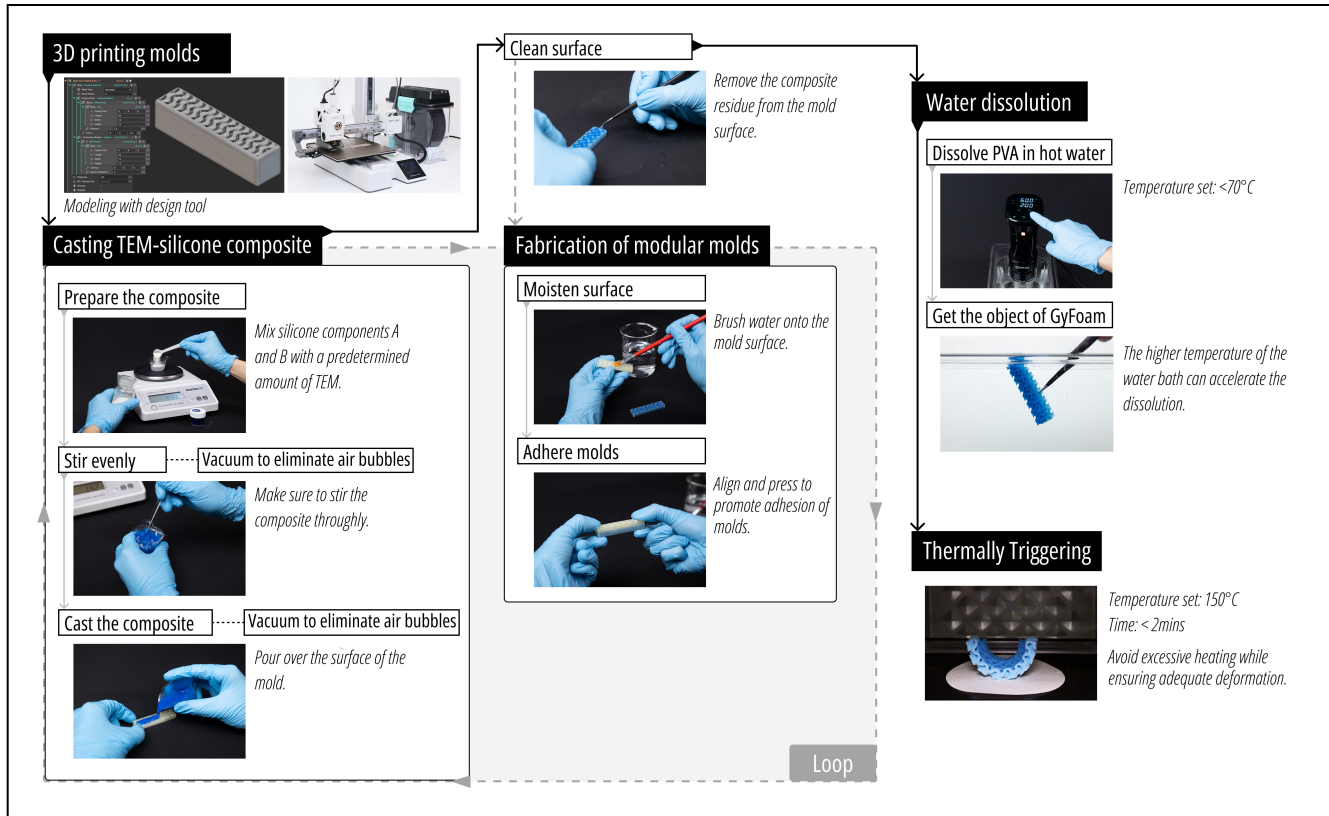 3D printing molds
Modeling with design tool
Casting TEM-silicone composite
Prepare the composite
Mix silicone components A
and B with a predetermined
amount of TEM.
Stir evenly
Vacuum to eliminate air bubbles
Make sure to stir the
composite throughly.
Cast the composite
Vacuum to eliminate air bubbles
Pour over the surface of the
mold.
Clean surface
Remove the composite
residue from the mold
surface.
Fabrication of modular molds
Moisten surface
Brush water onto the
mold surface.
Adhere molds
Align and press to
promote adhesion of
molds.
Loop
Water dissolution
Dissolve PVA in hot water
60.0
20.0
Temperature set: <70°C
Get the object of GyFoam
The higher temperature of the
water bath can accelerate the
dissolution.
Thermally Triggering
Temperature set: 150°C
Time: < 2mins
Avoid excessive heating while
ensuring adequate deformation.